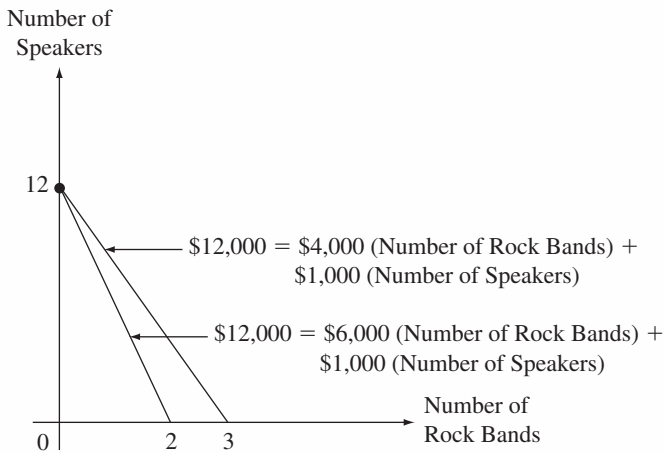 Number of
Speakers
12
$12,000 = $4,000 (Number of Rock Bands) +
$1,000 (Number of Speakers)
$12,000 = $6,000 (Number of Rock Bands) +
$1,000 (Number of Speakers)
Number of
Rock Bands
0 2 3